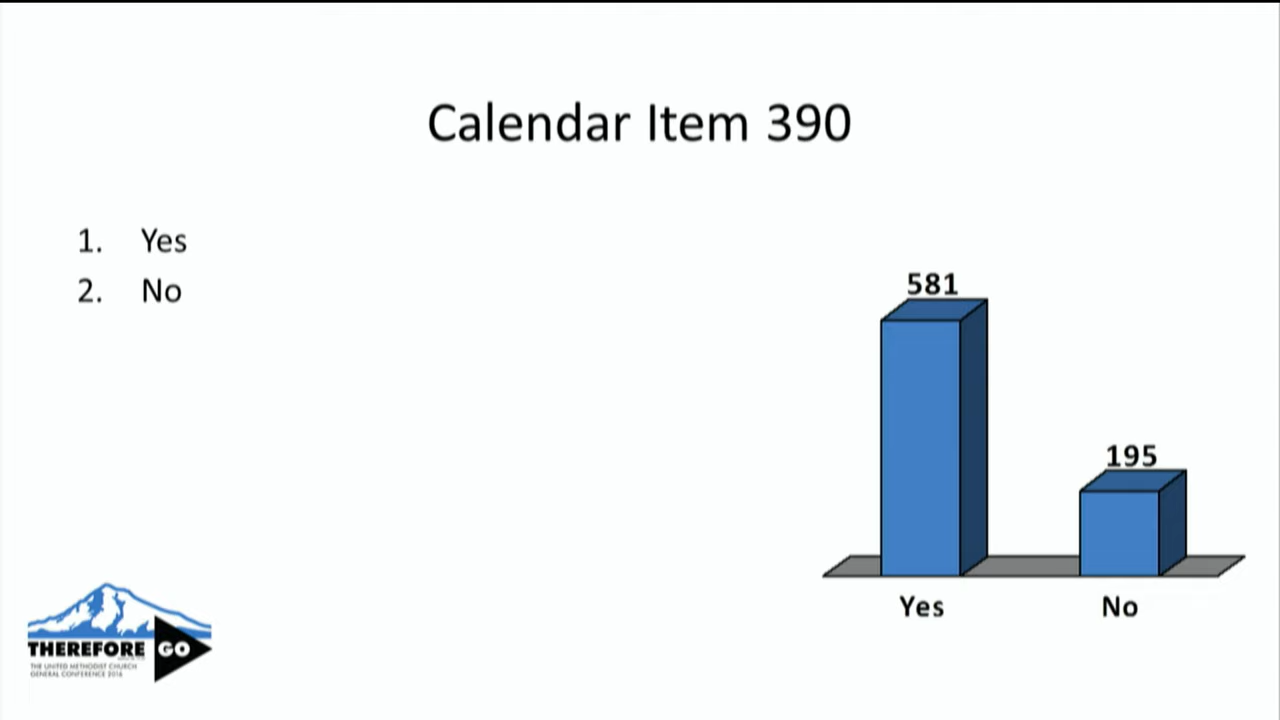 Calendar Item 390
1. Yes
2. No
581
195
Yes
No
THEREFORE GO
THE UNITED METHODIST CHURCH
GENERAL CONFERENCE 2016